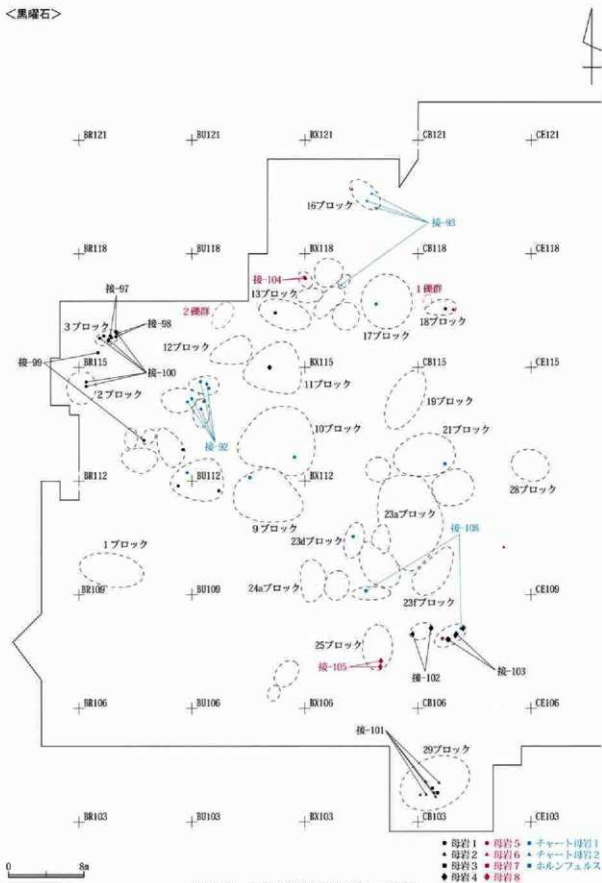 <黒曜石>
BR121 BU121 BX121 CB121 CE121
16ブロック
接-93
BR118 BU118 BX118 CB118 CE118
接-104
接-97
2礫群
13ブロック
1礫群
3ブロック
接-98
17ブロック
18ブロック
12ブロック
接-99
BR115 BX115 CB115 CE115
接-100
2ブロック
11ブロック
19ブロック
10ブロック
21ブロック
接-92
BR112 BU112 BX112 CB112
28ブロック
23aブロック
9ブロック
接-108
1ブロック
23dブロック
BR109 BU109 CE109
24aブロック
23fブロック
25ブロック
接-105
接-102
接-103
BR106 BU106 BX106 CB106 CE106
接-101
29ブロック
BR103 BU103 BX103 CB103 CE103
母岩1 母岩5 チャート母岩1
母岩2 母岩6 チャート母岩2
母岩3 母岩7 ホルンフェルス
母岩4 母岩8
0 8m